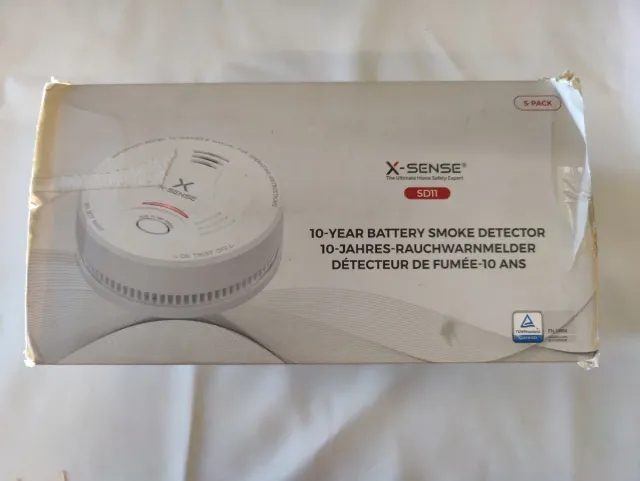 5-PACK
X-SENSE®
The Ultimate Home Safety Expert
SD11
10-YEAR BATTERY SMOKE DETECTOR
10-JAHRES-RAUCHWARNMELDER
DÉTECTEUR DE FUMÉE-10 ANS
X-SENSE